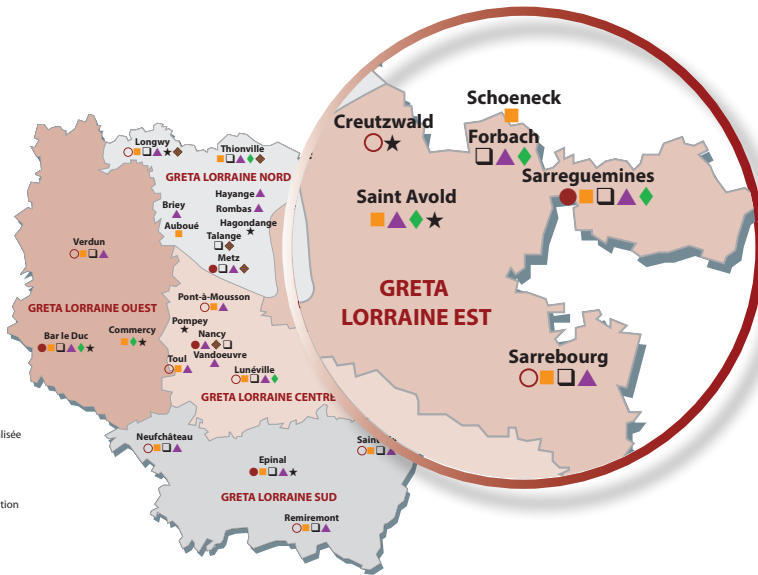 Schoeneck
Creutzwald
Forbach
Sarreguemines
Saint Avold
GRETA
LORRAINE EST
Sarrebourg
Longwy
Thionville
GRETA LORRAINE NORD
Hayange
Briey
Rombas
Auboué
Hagondange
Talange
Verdun
Metz
Pont-à-Mousson
GRETA LORRAINE OUEST
Pompey
Bar le Duc
Commercy
Nancy
Toul
Vandoeuvre
Lunéville
GRETA LORRAINE CENTRE
alisée
Neufchâteau
Epinal
GRETA LORRAINE SUD
tion
Remiremont